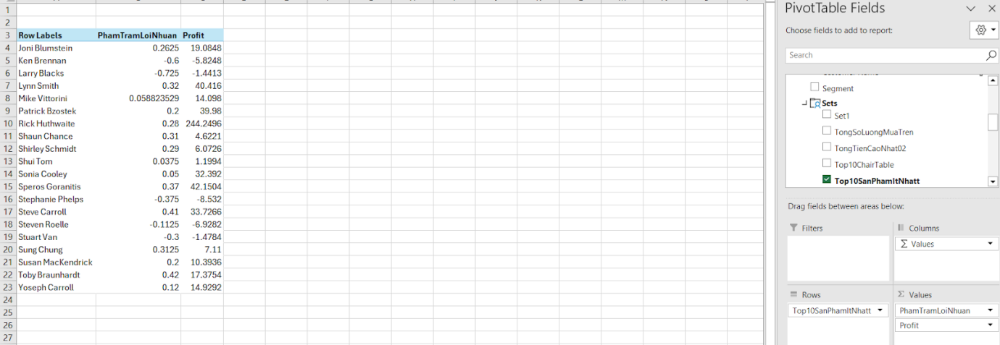 1
2
3 Row Labels PhamTramLoiNhuan Profit
4 Joni Blumstein 0.2625 19.0848
5 Ken Brennan -0.6 -5.8248
6 Larry Blacks -0.725 -1.4413
7 Lynn Smith 0.32 40.416
8 Mike Vittorini 0.058823529 14.098
9 Patrick Bzostek 0.2 39.98
10 Rick Huthwaite 0.28 244.2496
11 Shaun Chance 0.31 4.6221
12 Shirley Schmidt 0.29 6.0726
13 Shui Tom 0.0375 1.1994
14 Sonia Cooley 0.05 32.392
15 Speros Goranitis 0.37 42.1504
16 Stephanie Phelps -0.375 -8.532
17 Steve Carroll 0.41 33.7266
18 Steven Roelle -0.1125 -6.9282
19 Stuart Van -0.3 -1.4784
20 Sung Chung 0.3125 7.11
21 Susan MacKendrick 0.2 10.3936
22 Toby Braunhardt 0.42 17.3754
23 Yoseph Carroll 0.12 14.9292
24
25
26
27
PivotTable Fields
Choose fields to add to report:
Search
Segment
Sets
Set1
TongSoLuongMuaTren
TongTienCaoNhat02
Top10ChairTable
Top10SanPhamItNhatt
Drag fields between areas below:
Filters
Columns
Σ Values
Rows
Σ Values
Top10SanPhamItNhatt
PhamTramLoiNhuan
Profit